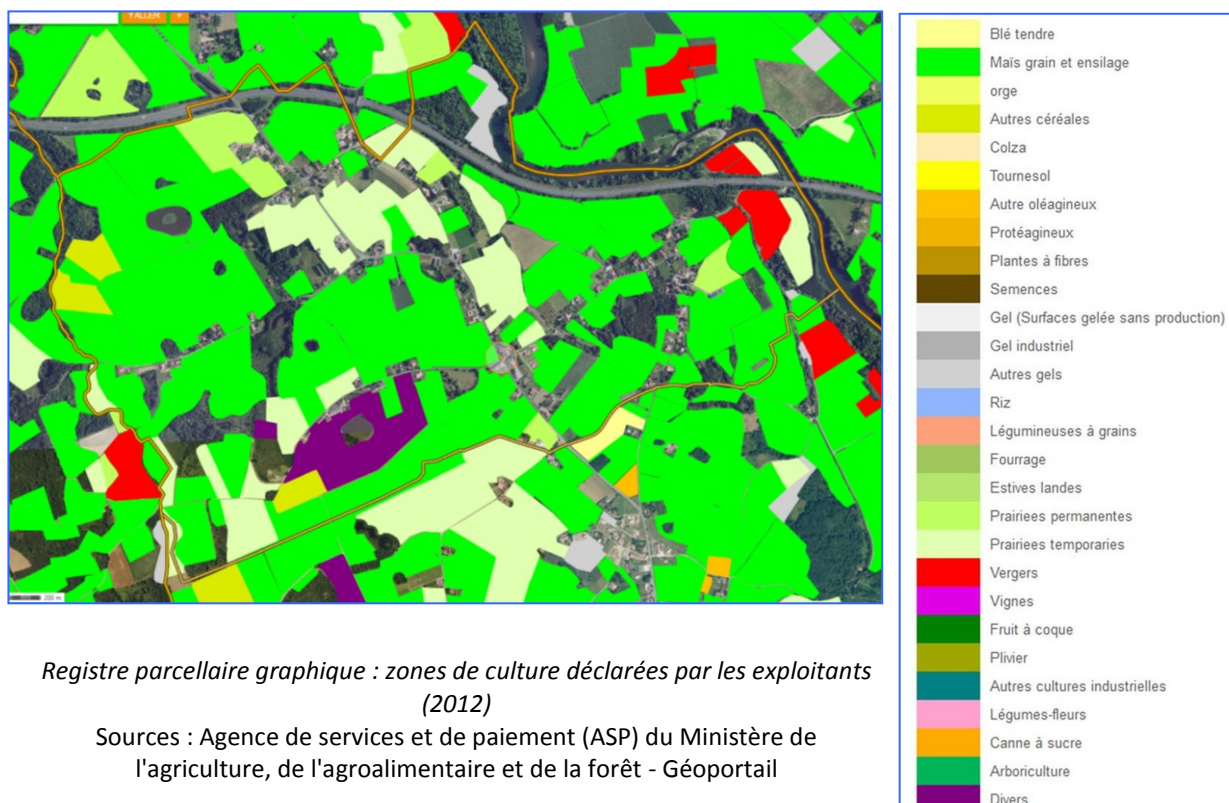 Y ALLER +
200 m
Registre parcellaire graphique : zones de culture déclarées par les exploitants
(2012)
Sources : Agence de services et de paiement (ASP) du Ministère de
l'agriculture, de l'agroalimentaire et de la forêt - Géoportail
Blé tendre
Maïs grain et ensilage
orge
Autres céréales
Colza
Tournesol
Autre oléagineux
Protéagineux
Plantes à fibres
Semences
Gel (Surfaces gelée sans production)
Gel industriel
Autres gels
Riz
Légumineuses à grains
Fourrage
Estives landes
Prairiees permanentes
Prairiees temporaries
Vergers
Vignes
Fruit à coque
Plivier
Autres cultures industrielles
Légumes-fleurs
Canne à sucre
Arboriculture
Divers